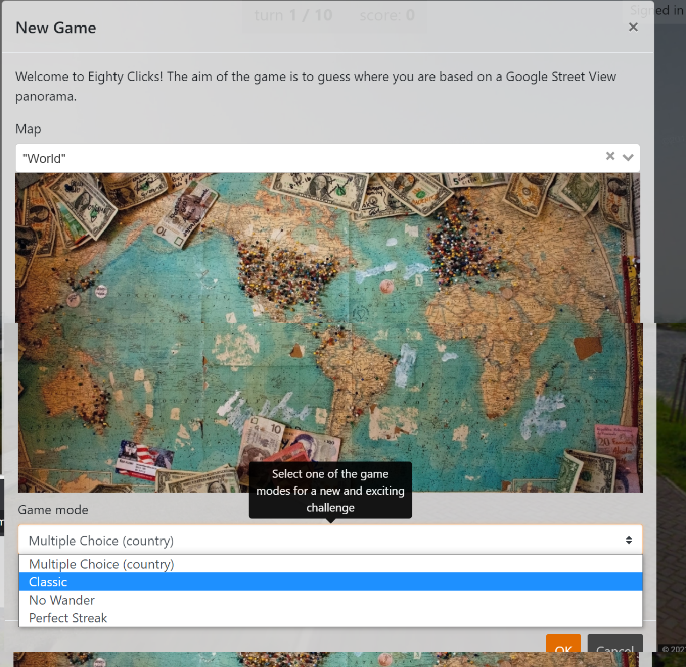 turn 1 / 10 score: 0
Signed in
New Game
×
Welcome to Eighty Clicks! The aim of the game is to guess where you are based on a Google Street View
panorama.
Map
"World"
Select one of the game
modes for a new and exciting
challenge
Game mode
Multiple Choice (country)
Multiple Choice (country)
Classic
No Wander
Perfect Streak
OK
Cancel
© 202